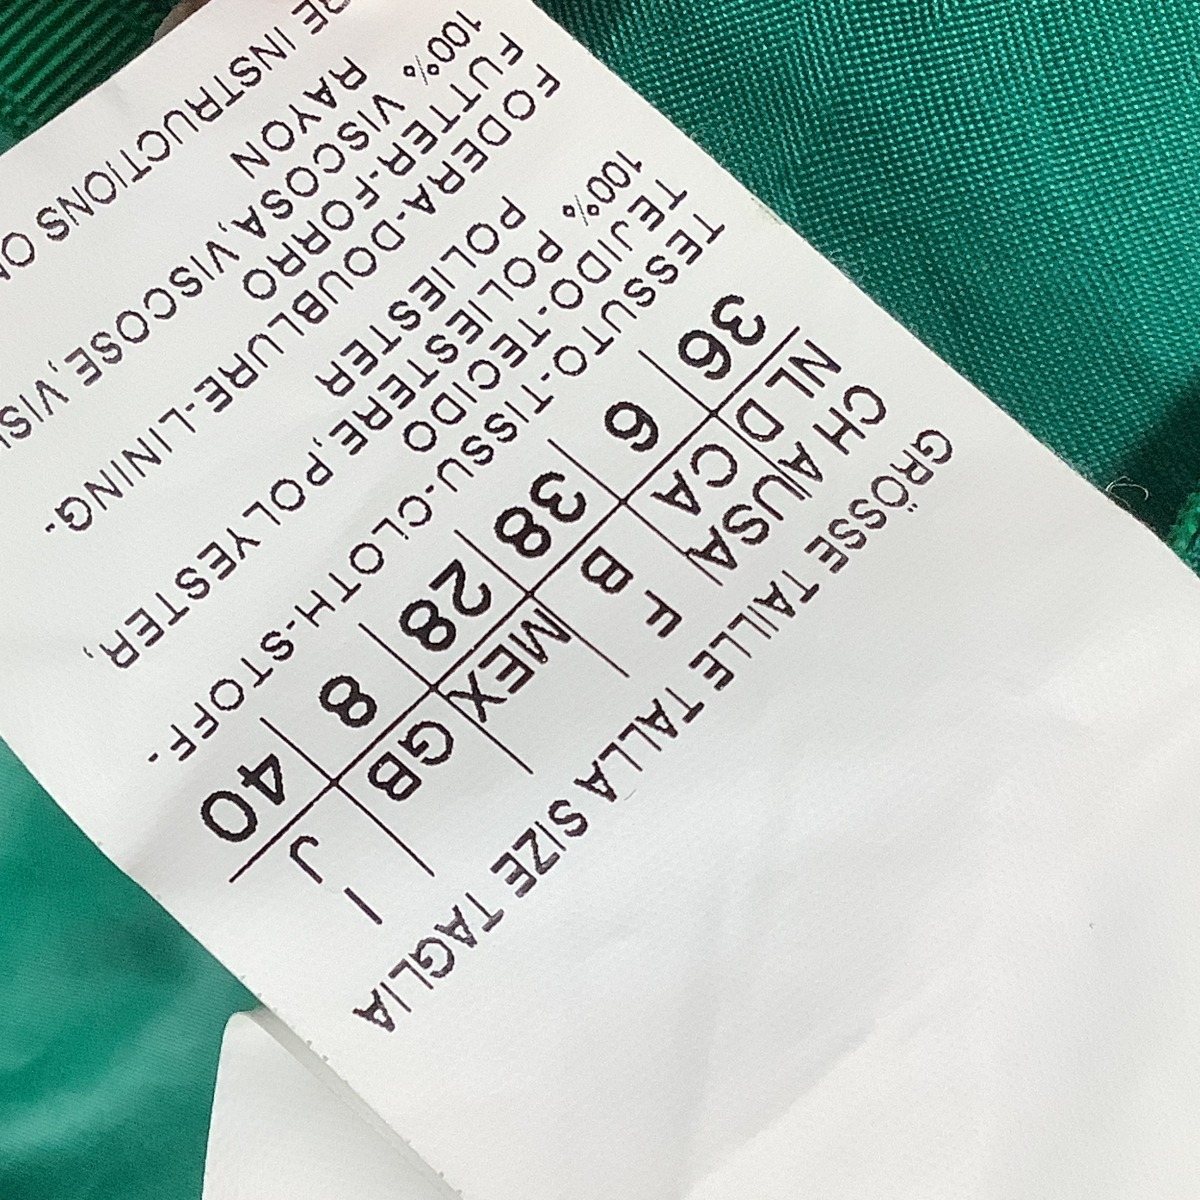 GRÖSSE TAILLE TALLA SIZE TAGLIA
CH A USA F I
NL D CA B MEX GB J
36 6 38 28 8 40
TESSUTO-TISSU-CLOTH-STOFF-
TEJIDO-TECIDO
100% POLIESTERE, POLYESTER,
POLIESTER
FODERA-DOUBLURE-LINING-
FUTTER-FORRO
100% VISCOSA, VISCOSE,
RAYON
INSTRUCTIONS